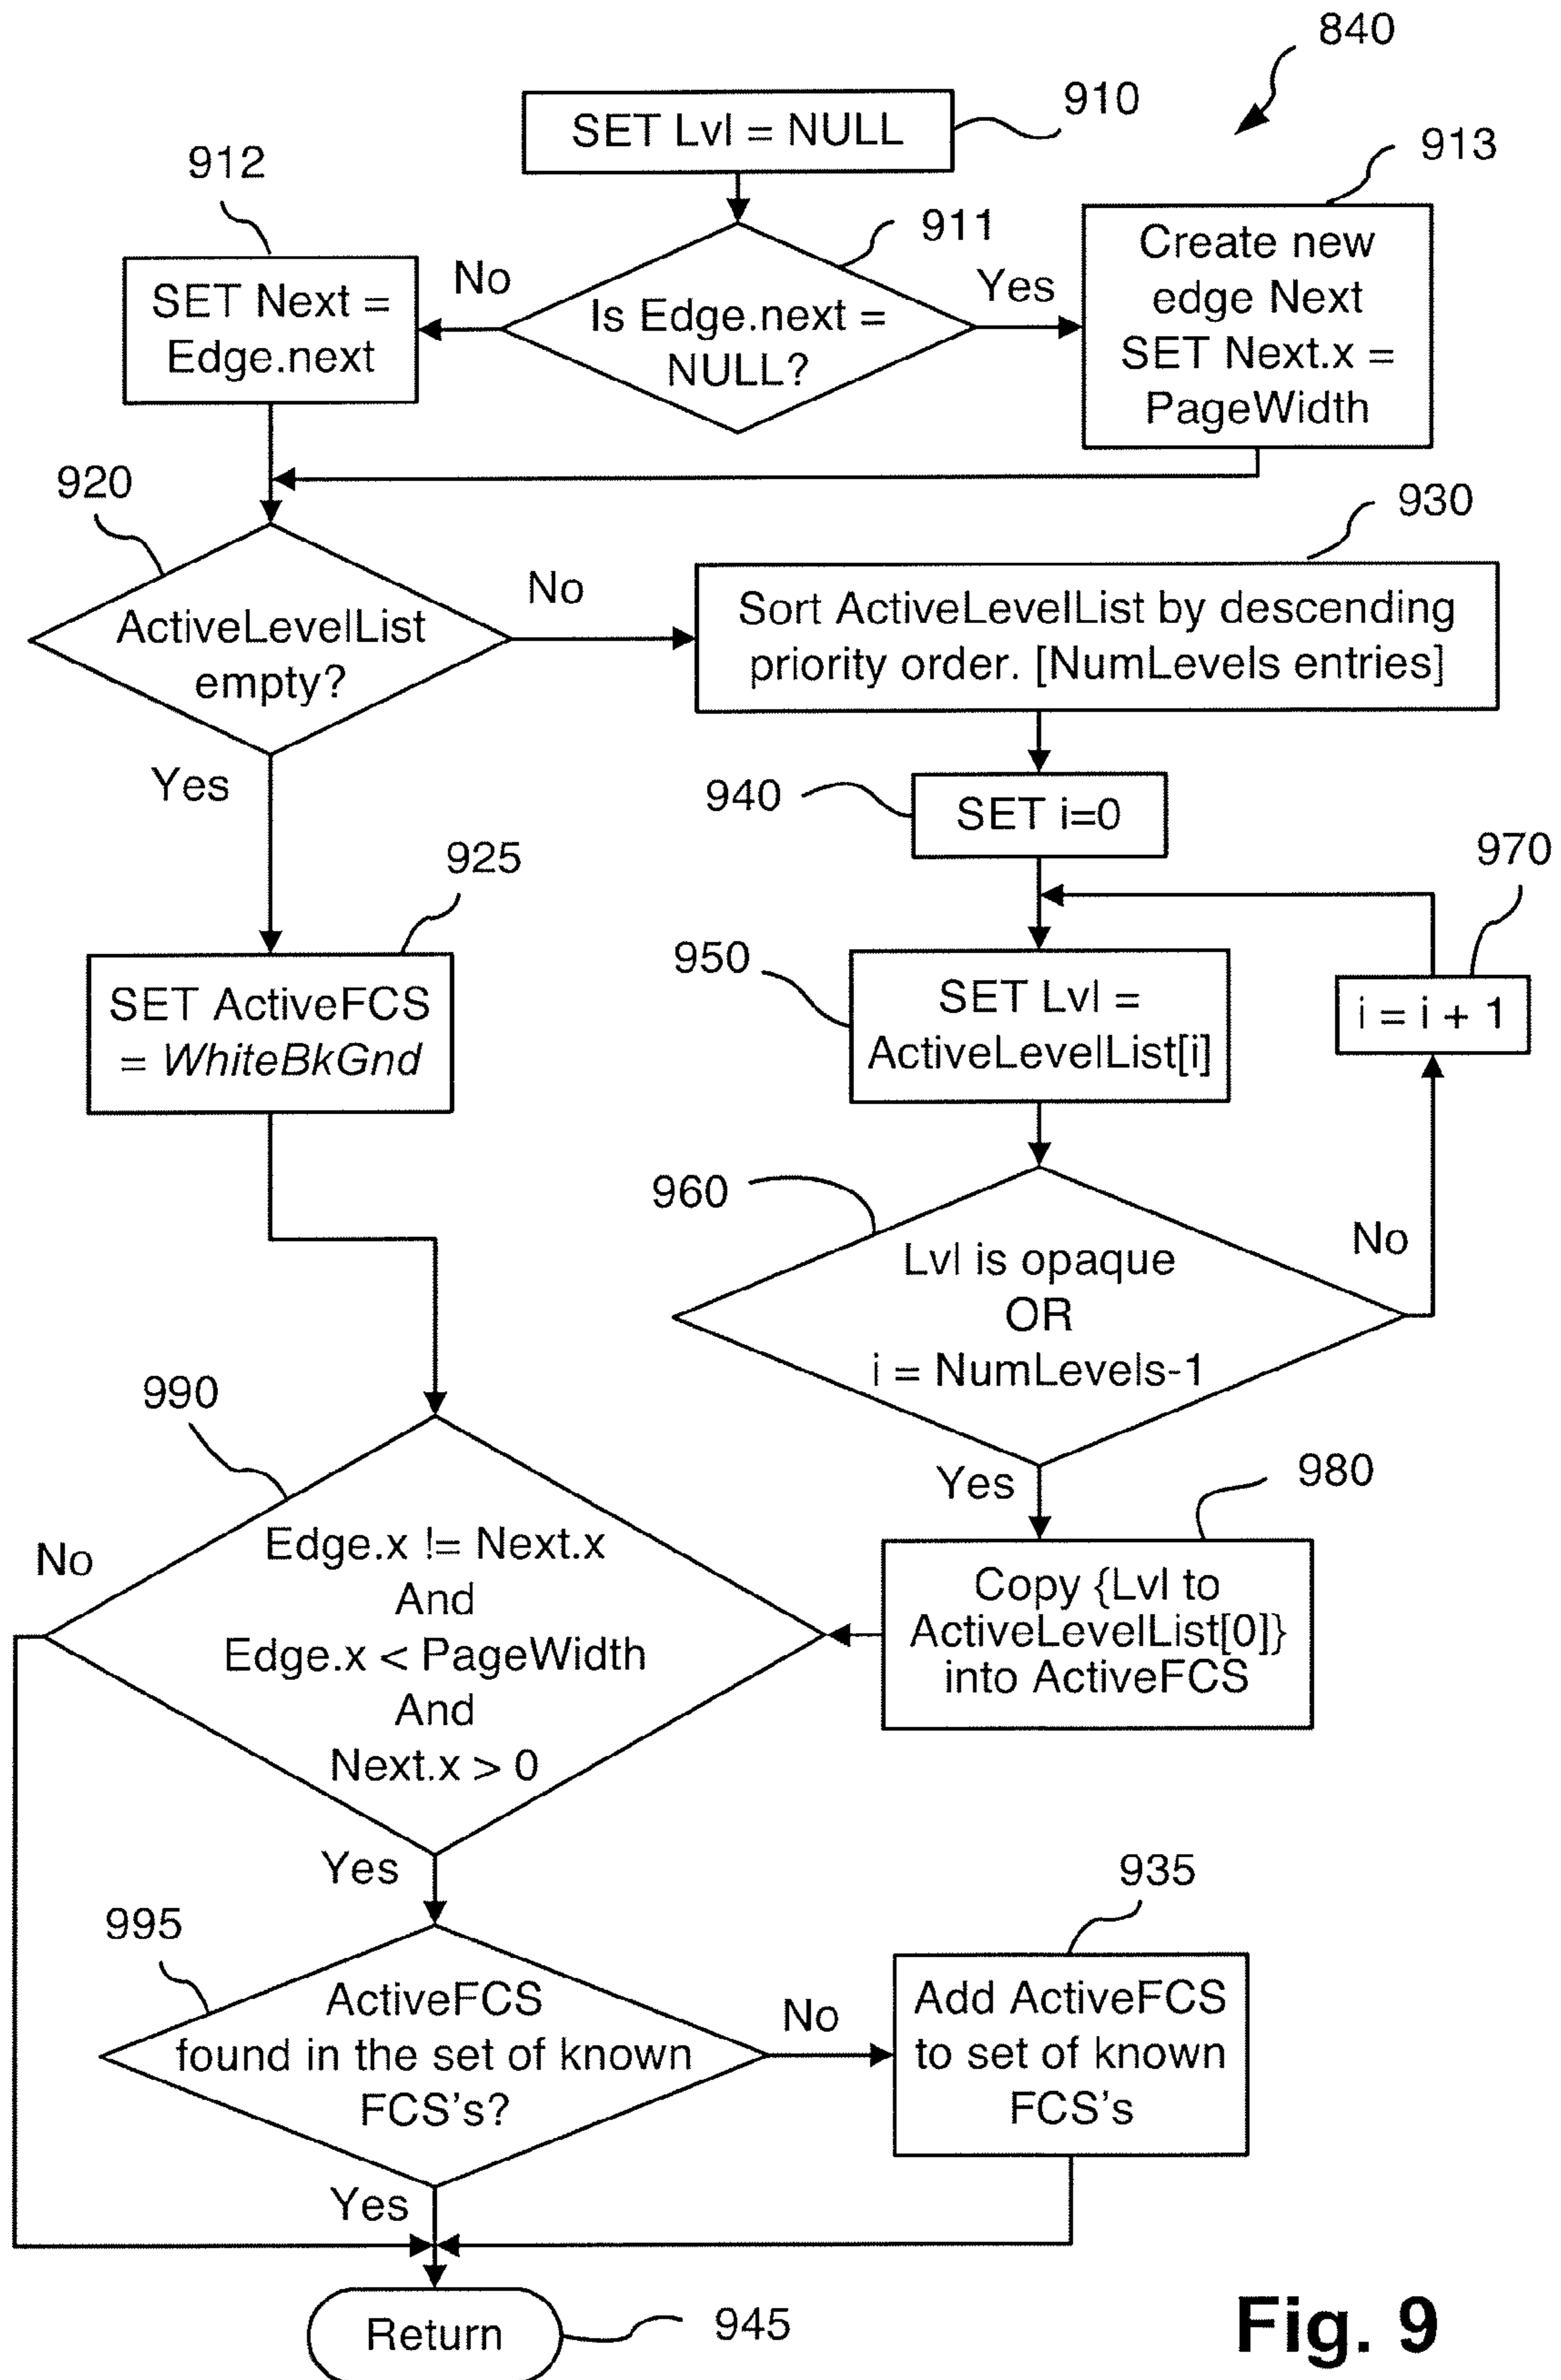 840
910
SET Lvl = NULL
913
912
911
Create new
edge Next
SET Next.x =
PageWidth
No
Yes
SET Next =
Edge.next
Is Edge.next =
NULL?
920
930
No
ActiveLevelList
empty?
Sort ActiveLevelList by descending
priority order. [NumLevels entries]
Yes
940
SET i=0
970
925
950
SET Lvl =
ActiveLevelList[i]
i = i + 1
SET ActiveFCS
= WhiteBkGnd
960
No
Lvl is opaque
OR
i = NumLevels-1
990
Yes
980
No
Edge.x != Next.x
And
Edge.x < PageWidth
And
Next.x > 0
Copy {Lvl to
ActiveLevelList[0]}
into ActiveFCS
Yes
935
995
ActiveFCS
found in the set of known
FCS's?
No
Add ActiveFCS
to set of known
FCS's
Yes
Return
945
Fig. 9